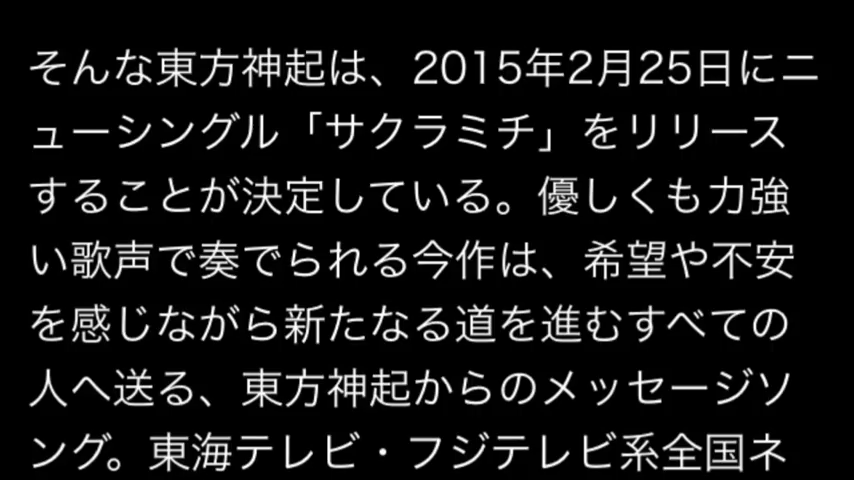 そんな東方神起は、2015年2月25日にニ
ューシングル「サクラミチ」をリリース
することが決定している。優しくも力強
い歌声で奏でられる今作は、希望や不安
を感じながら新たなる道を進むすべての
人へ送る、東方神起からのメッセージソ
ング。東海テレビ・フジテレビ系全国ネ